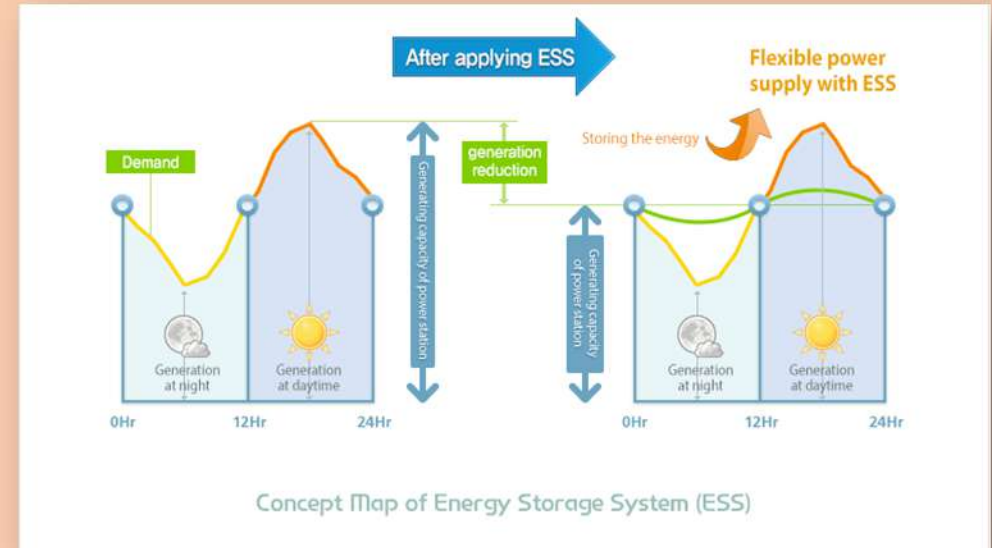 After applying ESS
Flexible power
supply with ESS
Demand
generation
reduction
Storing the energy
Generating capacity of power station
Generating capacity
of power station
Generation
at night
Generation
at daytime
Generation
at night
Generation
at daytime
0Hr
12Hr
24Hr
0Hr
12Hr
24Hr
Concept Map of Energy Storage System (ESS)